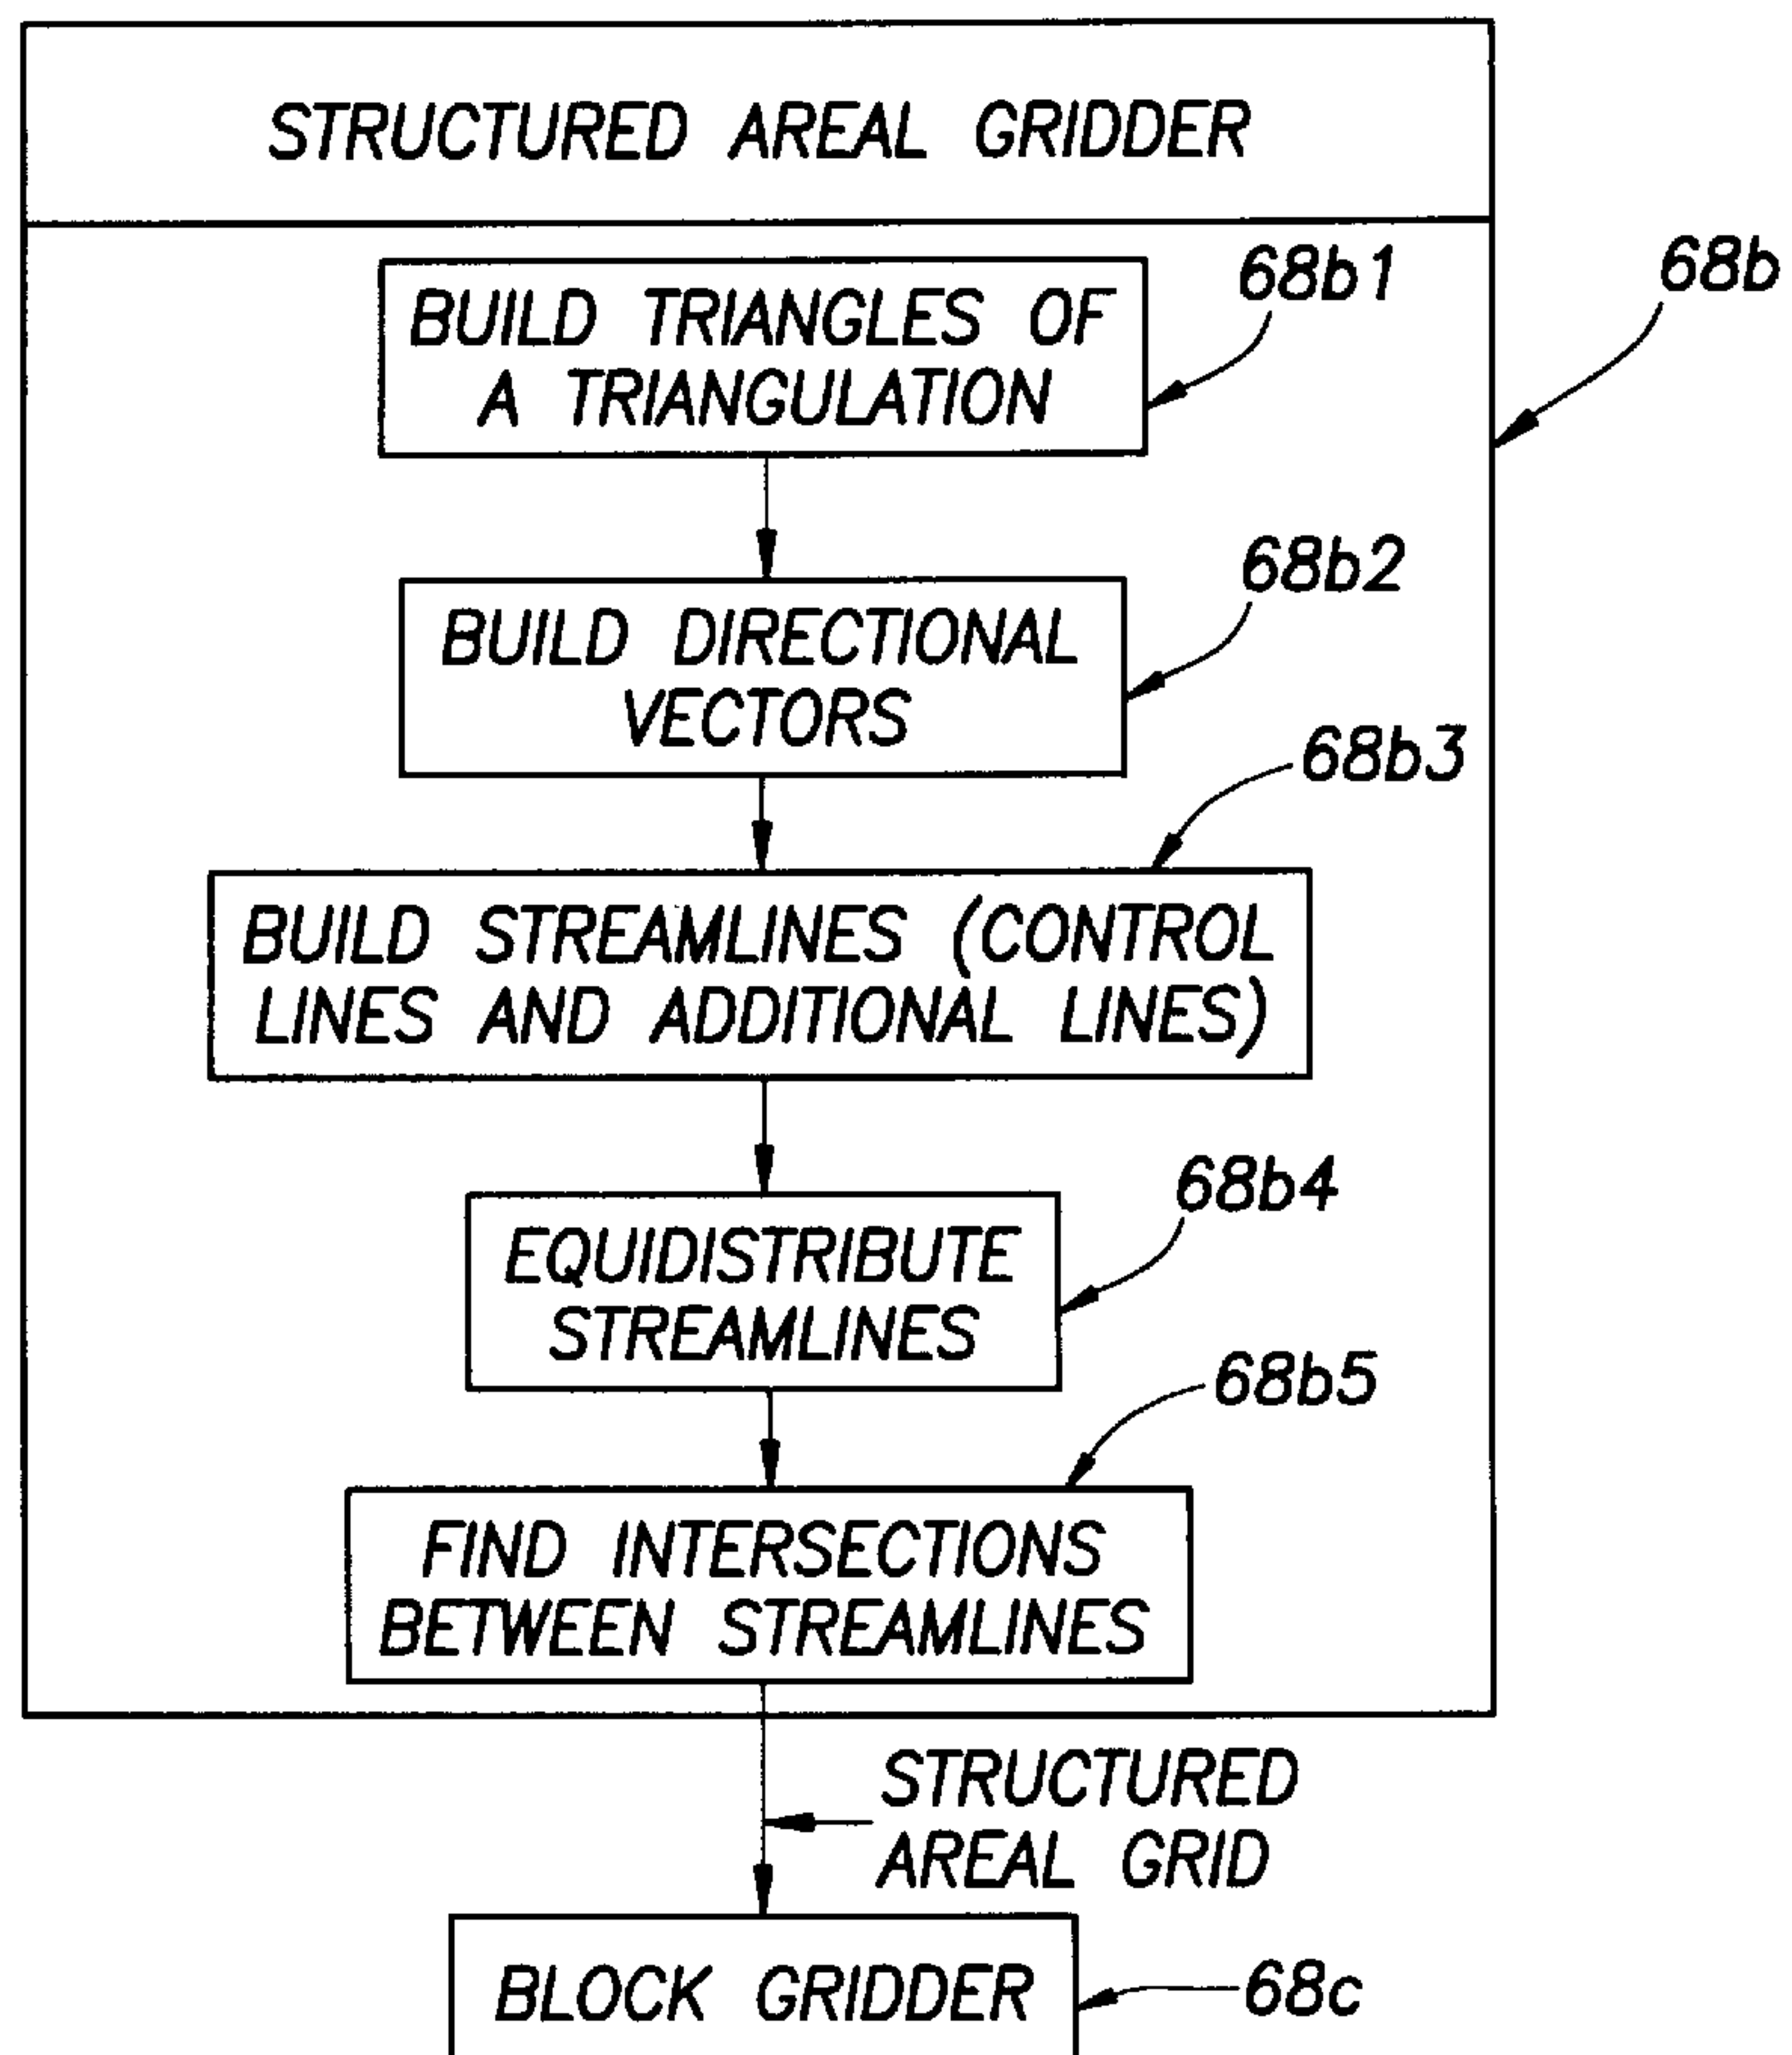 STRUCTURED AREAL GRIDDER
68b1
68b
BUILD TRIANGLES OF
A TRIANGULATION
68b2
BUILD DIRECTIONAL
VECTORS
68b3
BUILD STREAMLINES (CONTROL
LINES AND ADDITIONAL LINES)
68b4
EQUIDISTRIBUTE
STREAMLINES
68b5
FIND INTERSECTIONS
BETWEEN STREAMLINES
STRUCTURED
AREAL GRID
BLOCK GRIDDER
68c